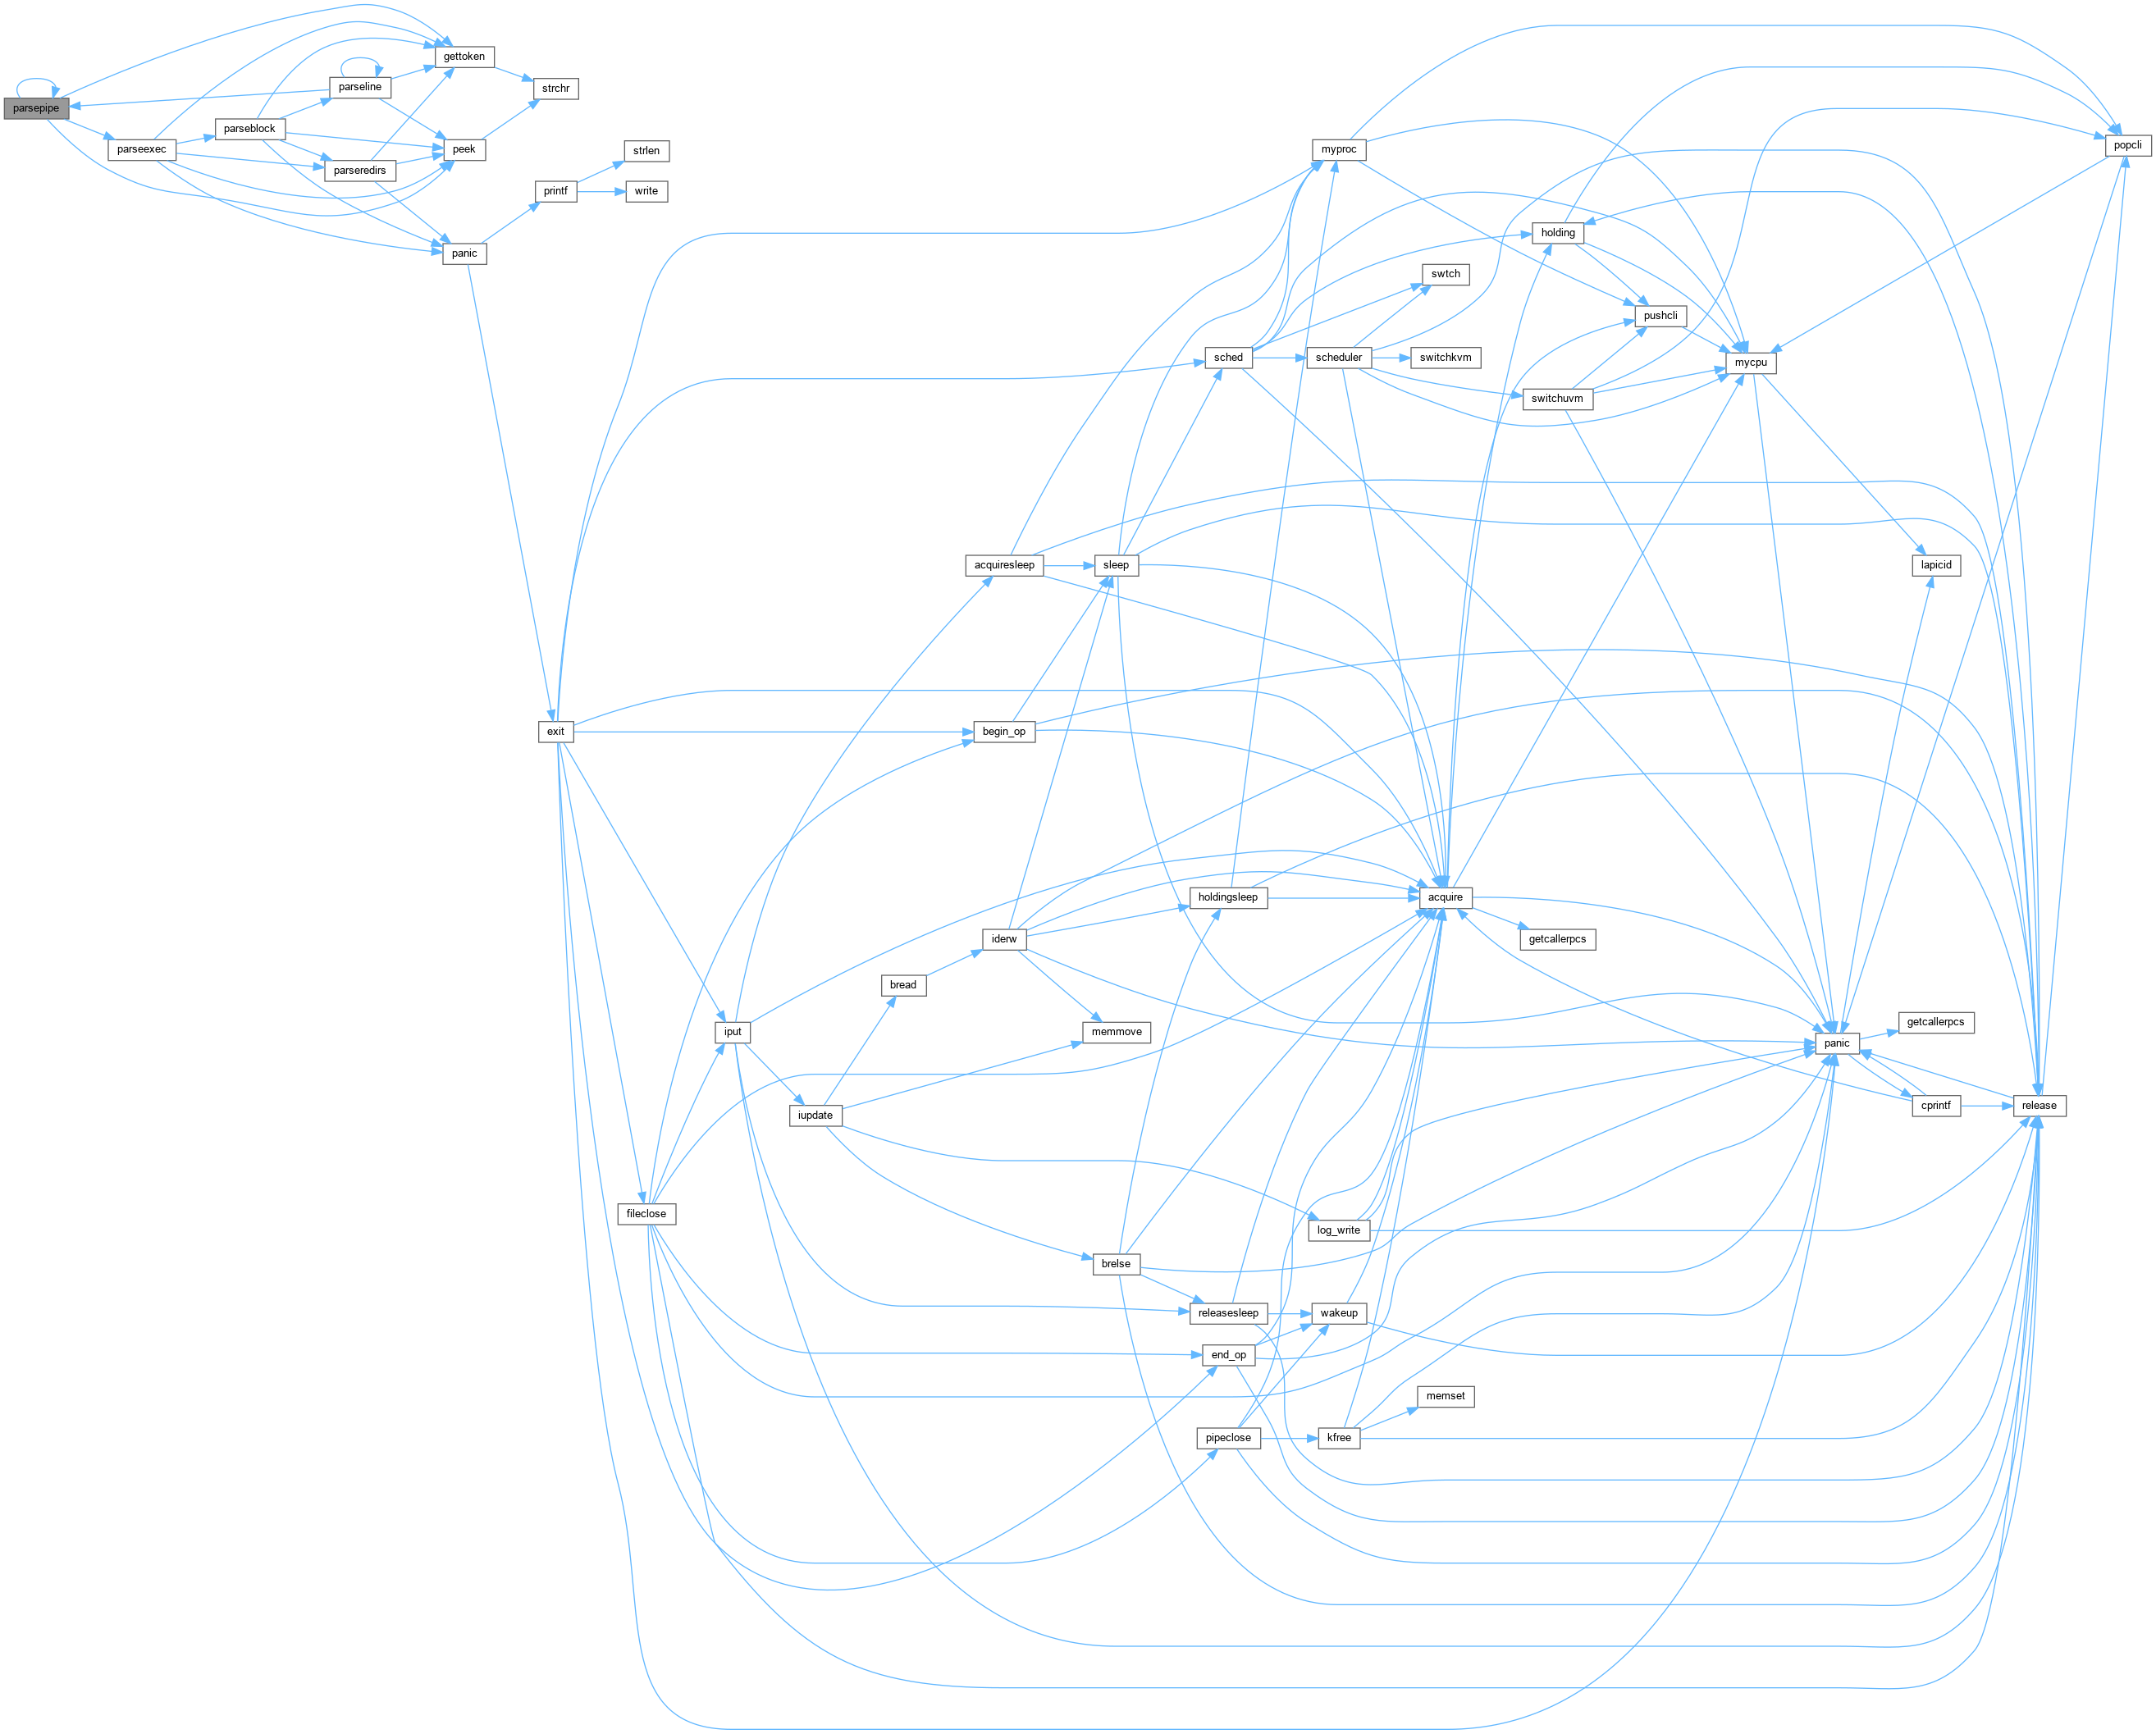 parsepipe
parseexec
parseblock
parseline
parseredirs
gettoken
peek
panic
strchr
printf
strlen
write
exit
myproc
sched
scheduler
swtch
switchkvm
holding
pushcli
switchuvm
mycpu
popcli
lapicid
acquiresleep
sleep
begin_op
holdingsleep
iderw
bread
memmove
acquire
getcallerpcs
iput
iupdate
fileclose
log_write
brelse
releasesleep
wakeup
end_op
pipeclose
kfree
memset
panic
getcallerpcs
cprintf
release